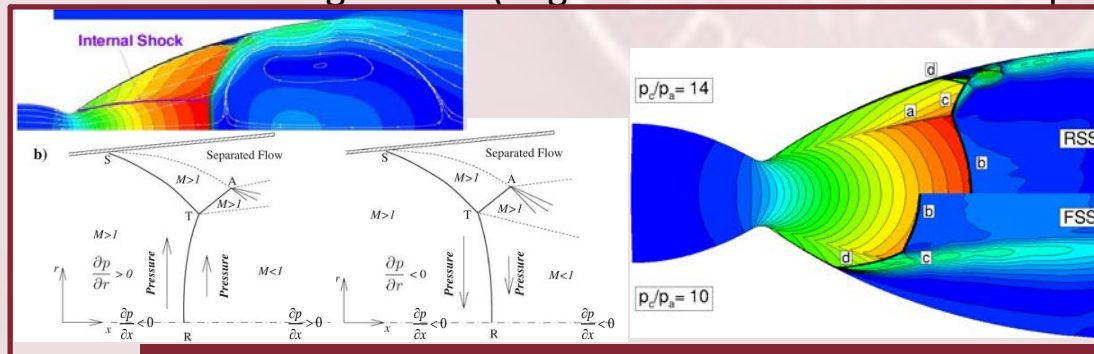 Internal Shock
b)
S
Separated Flow
M>1
A
M>1
T
M>1
∂p/∂r > 0
Pressure
Pressure
M<1
r
x
∂p/∂x < 0
∂p/∂x > 0
R
S
Separated Flow
M>1
A
M>1
T
M>1
∂p/∂r < 0
Pressure
Pressure
M<1
r
x
∂p/∂x < 0
∂p/∂x < 0
R
p_c/p_a = 14
d
c
a
b
RSS
b
FSS
d
c
p_c/p_a = 10